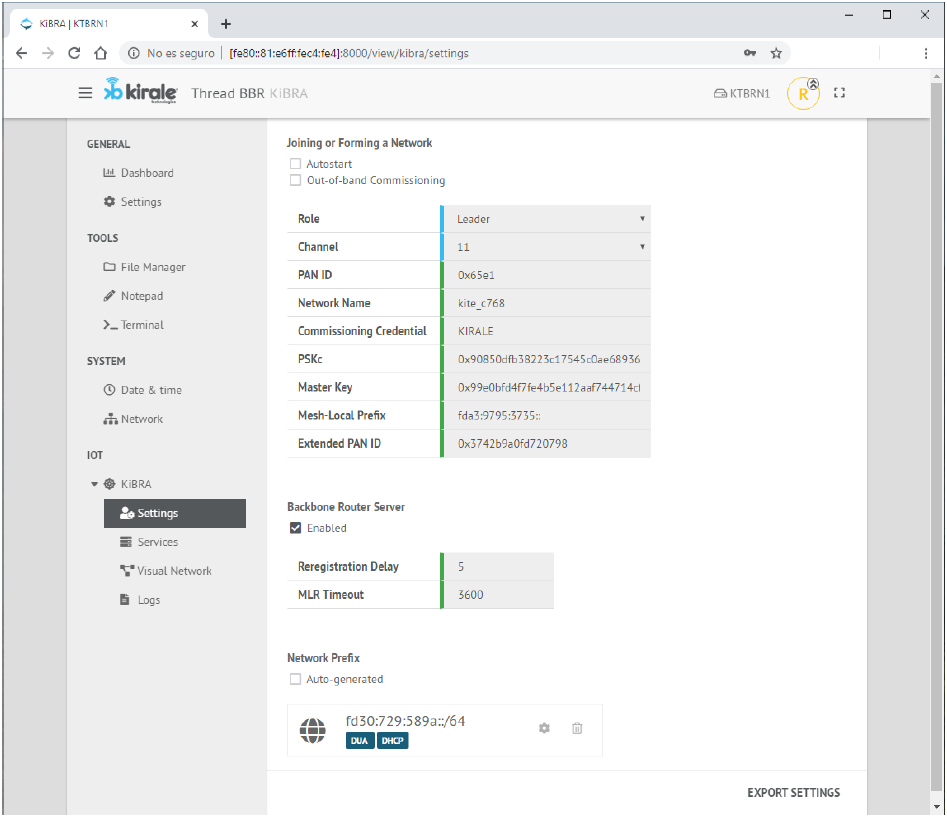 KiBRA | KTBRN1
No es seguro | [fe80::81:e6ff:fec4:fe4]:8000/view/kibra/settings
kirale technologies Thread BBR KiBRA KTBRN1 R
GENERAL
Dashboard
Settings
TOOLS
File Manager
Notepad
Terminal
SYSTEM
Date & time
Network
IOT
KiBRA
Settings
Services
Visual Network
Logs
Joining or Forming a Network
Autostart
Out-of-band Commissioning
Role Leader
Channel 11
PAN ID 0x65e1
Network Name kite_c768
Commissioning Credential KIRALE
PSKc 0x90850dfb38223c17545c0ae68936
Master Key 0x99e0bfd4f7fe4b5e112aaf744714cf
Mesh-Local Prefix fda3:9795:3735::
Extended PAN ID 0x3742b9a0fd720798
Backbone Router Server
Enabled
Reregistration Delay 5
MLR Timeout 3600
Network Prefix
Auto-generated
fd30:729:589a::/64
DUA DHCP
EXPORT SETTINGS